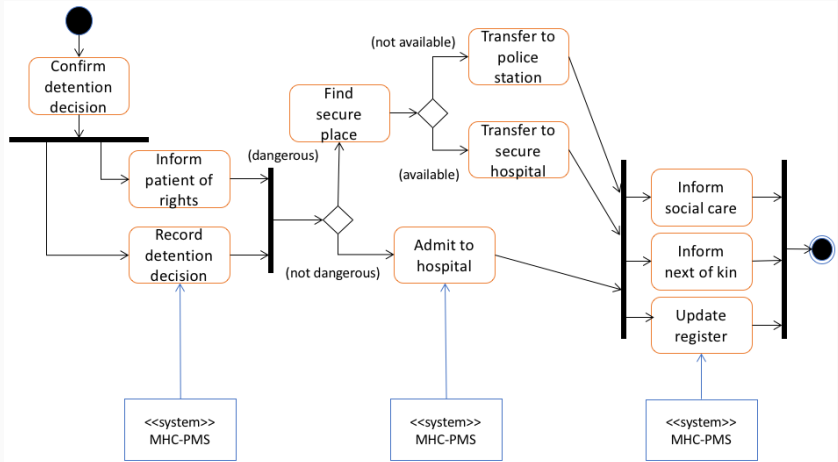 Confirm
detention
decision
Inform
patient of
rights
Record
detention
decision
(dangerous)
(not dangerous)
Find
secure
place
(not available)
(available)
Transfer to
police
station
Transfer to
secure
hospital
Admit to
hospital
Inform
social care
Inform
next of kin
Update
register
<<system>>
MHC-PMS
<<system>>
MHC-PMS
<<system>>
MHC-PMS